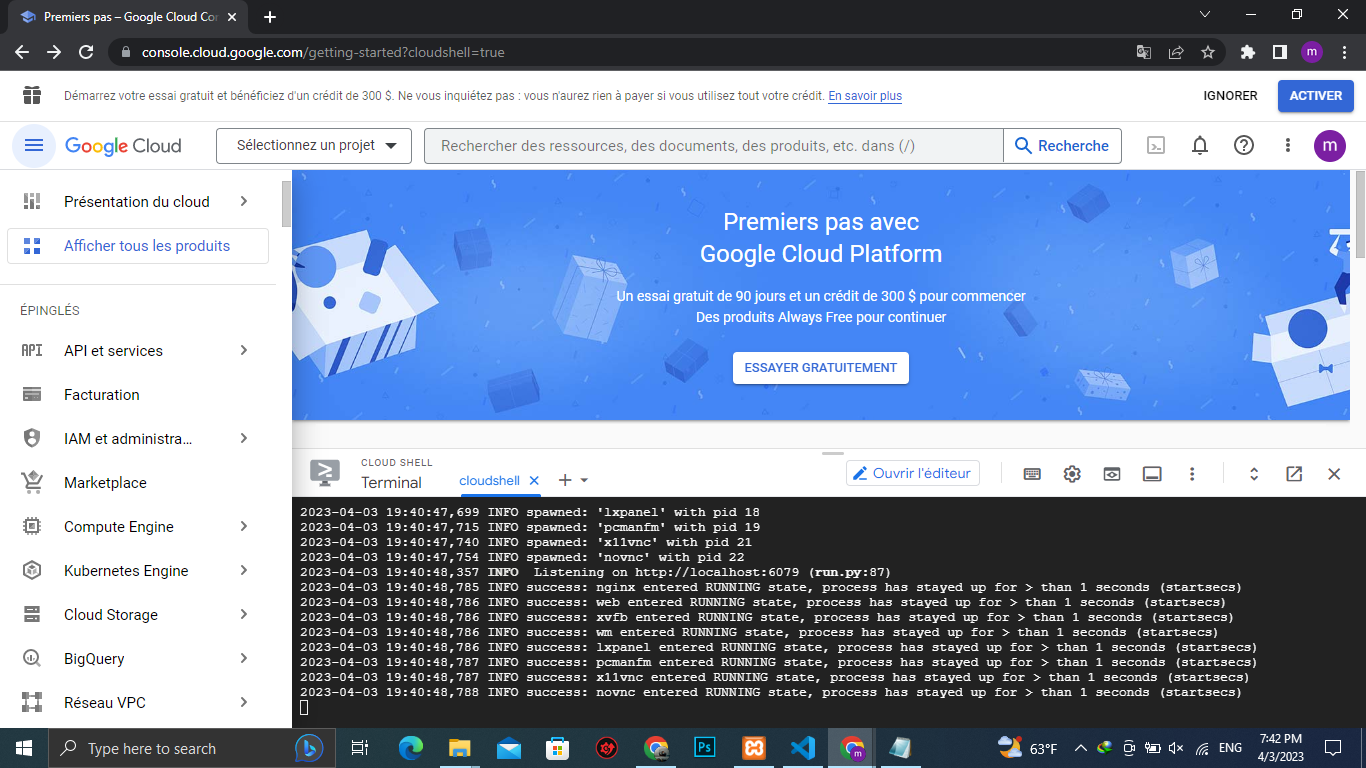 Premiers pas – Google Cloud Con
console.cloud.google.com/getting-started?cloudshell=true
m
Démarrez votre essai gratuit et bénéficiez d'un crédit de 300 $. Ne vous inquiétez pas : vous n'aurez rien à payer si vous utilisez tout votre crédit. En savoir plus
IGNORER
ACTIVER
Google Cloud
Sélectionnez un projet
Rechercher des ressources, des documents, des produits, etc. dans (/)
Recherche
m
Présentation du cloud
Afficher tous les produits
ÉPINGLÉS
API API et services
Facturation
IAM et administra...
Marketplace
Compute Engine
Kubernetes Engine
Cloud Storage
BigQuery
Réseau VPC
Premiers pas avec
Google Cloud Platform
Un essai gratuit de 90 jours et un crédit de 300 $ pour commencer
Des produits Always Free pour continuer
ESSAYER GRATUITEMENT
CLOUD SHELL
Terminal
cloudshell
Ouvrir l'éditeur
2023-04-03 19:40:47,699 INFO spawned: 'lxpanel' with pid 18
2023-04-03 19:40:47,715 INFO spawned: 'pcmanfm' with pid 19
2023-04-03 19:40:47,740 INFO spawned: 'x11vnc' with pid 21
2023-04-03 19:40:47,754 INFO spawned: 'novnc' with pid 22
2023-04-03 19:40:48,357 INFO  Listening on http://localhost:6079 (run.py:87)
2023-04-03 19:40:48,785 INFO success: nginx entered RUNNING state, process has stayed up for > than 1 seconds (startsecs)
2023-04-03 19:40:48,786 INFO success: web entered RUNNING state, process has stayed up for > than 1 seconds (startsecs)
2023-04-03 19:40:48,786 INFO success: xvfb entered RUNNING state, process has stayed up for > than 1 seconds (startsecs)
2023-04-03 19:40:48,786 INFO success: wm entered RUNNING state, process has stayed up for > than 1 seconds (startsecs)
2023-04-03 19:40:48,786 INFO success: lxpanel entered RUNNING state, process has stayed up for > than 1 seconds (startsecs)
2023-04-03 19:40:48,787 INFO success: pcmanfm entered RUNNING state, process has stayed up for > than 1 seconds (startsecs)
2023-04-03 19:40:48,787 INFO success: x11vnc entered RUNNING state, process has stayed up for > than 1 seconds (startsecs)
2023-04-03 19:40:48,788 INFO success: novnc entered RUNNING state, process has stayed up for > than 1 seconds (startsecs)
Type here to search
Ps
m
63°F
ENG
7:42 PM
4/3/2023